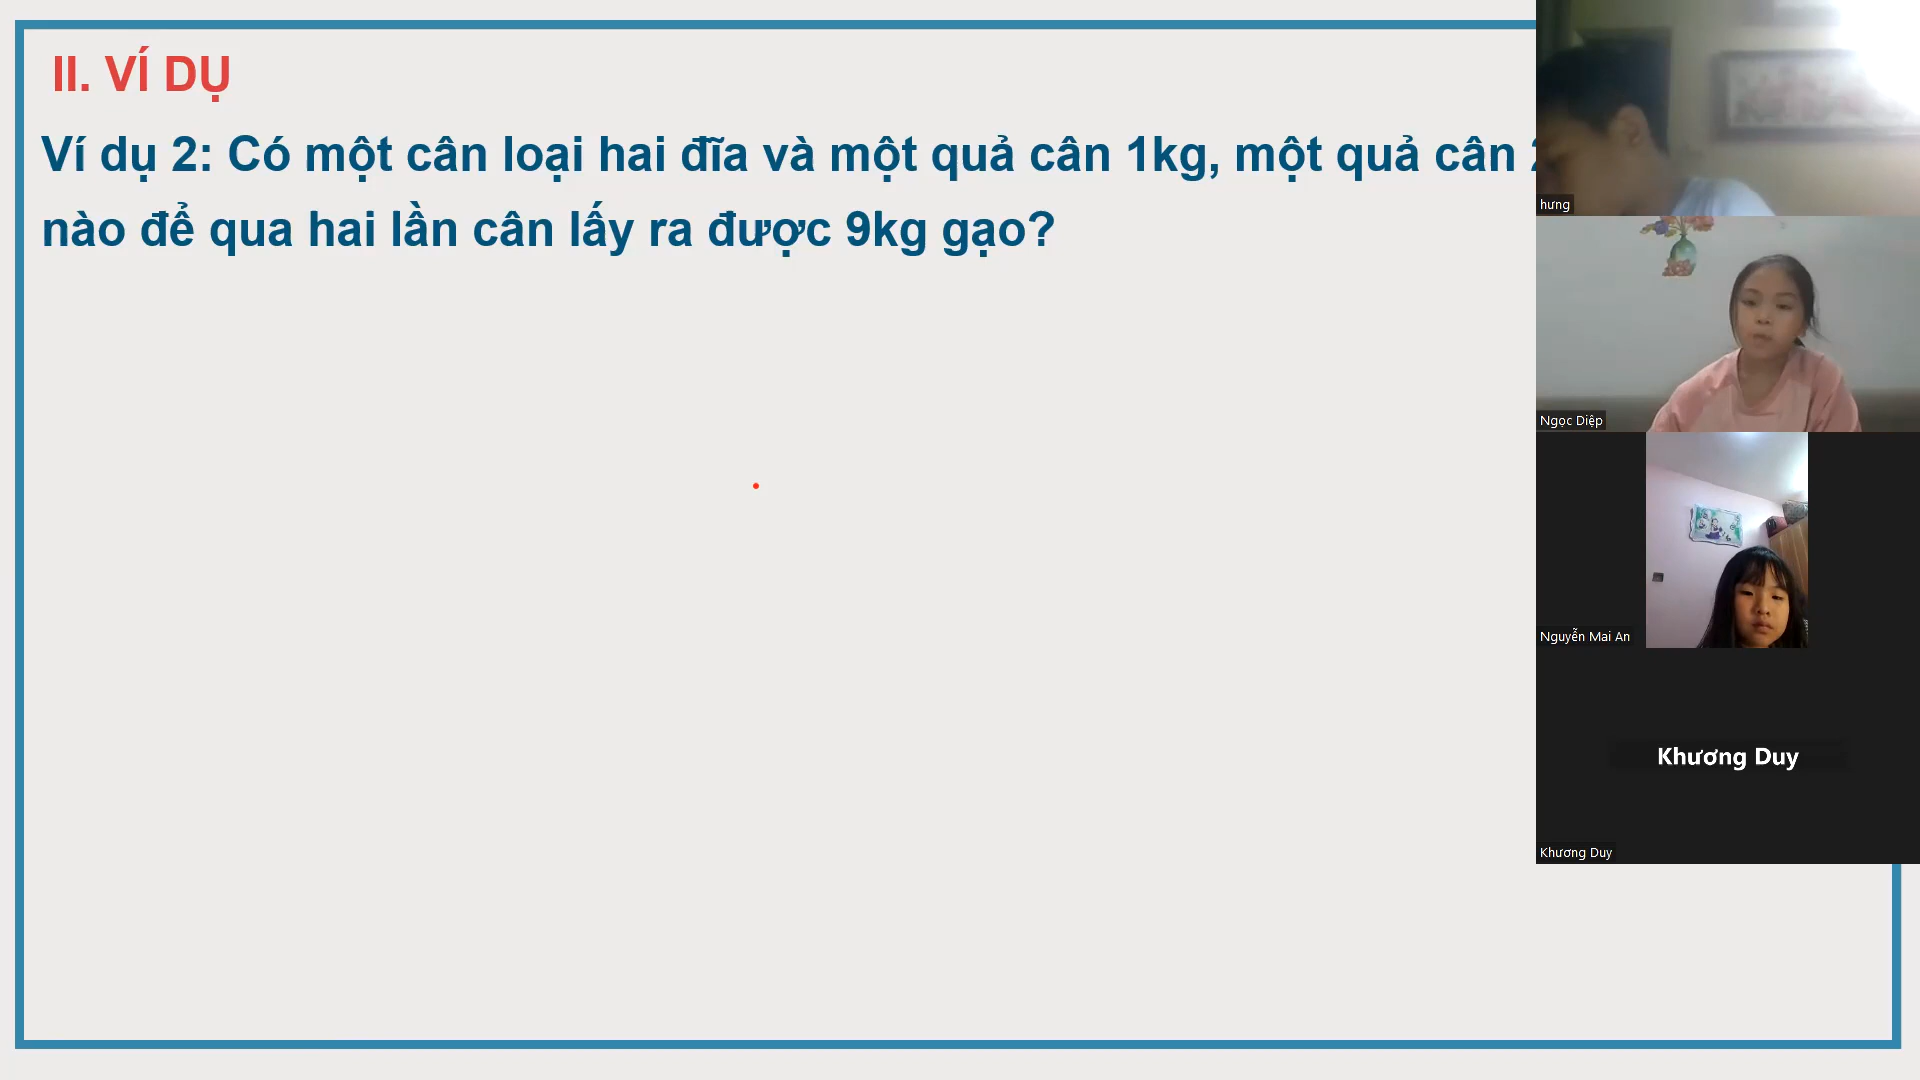 II. VÍ DỤ
Ví dụ 2: Có một cân loại hai đĩa và một quả cân 1kg, một quả cân
nào để qua hai lần cân lấy ra được 9kg gạo?
hưng
Ngọc Diệp
Nguyễn Mai An
Khương Duy
Khương Duy